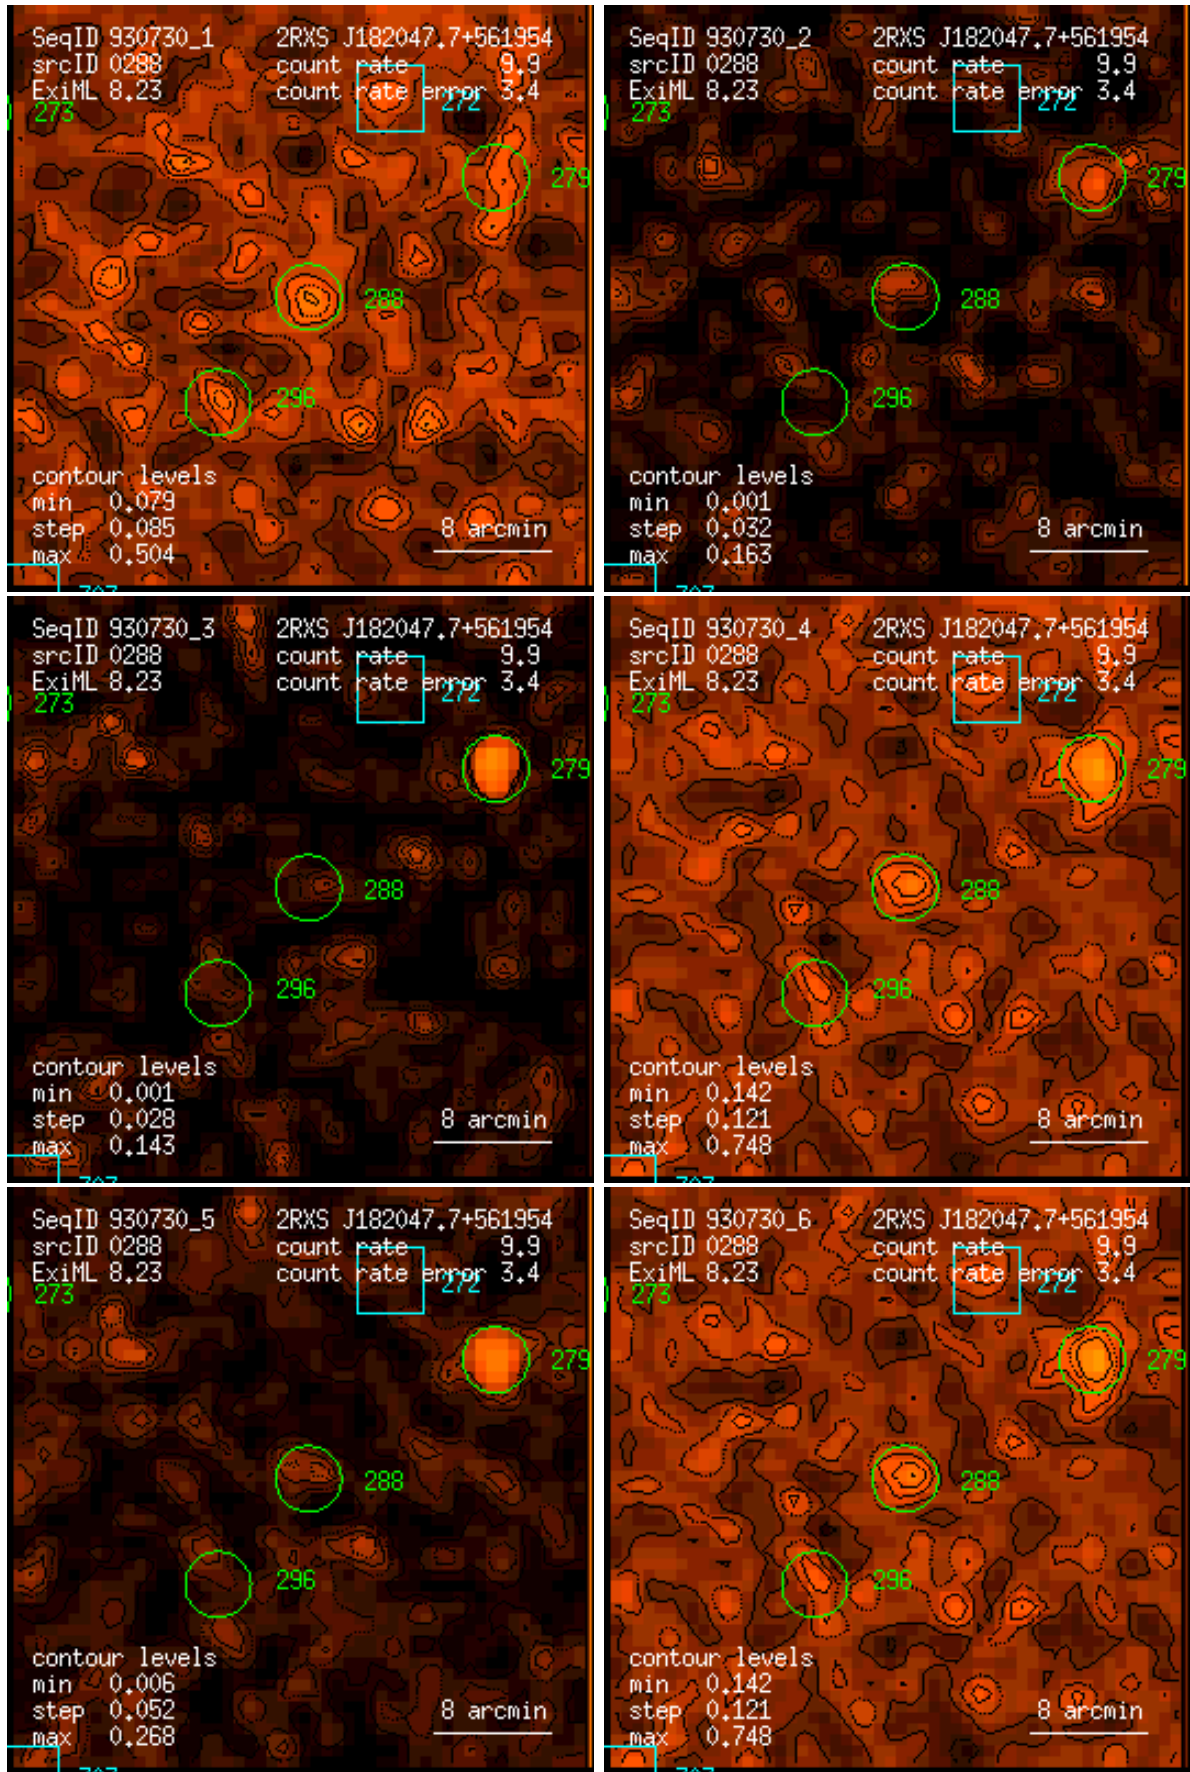 SeqID 930730_1 2RXS J182047.7+561954
srcID 0288 count rate 9.9
ExiML 8.23 count rate error 3.4
273 272
279
288
296
contour levels
min 0.079
step 0.085 8 arcmin
max 0.504
SeqID 930730_2 2RXS J182047.7+561954
srcID 0288 count rate 9.9
ExiML 8.23 count rate error 3.4
273 272
279
288
296
contour levels
min 0.001
step 0.032 8 arcmin
max 0.163
SeqID 930730_3 2RXS J182047.7+561954
srcID 0288 count rate 9.9
ExiML 8.23 count rate error 3.4
273 272
279
288
296
contour levels
min 0.001
step 0.028 8 arcmin
max 0.143
SeqID 930730_4 2RXS J182047.7+561954
srcID 0288 count rate 9.9
ExiML 8.23 count rate error 3.4
273 272
279
288
296
contour levels
min 0.142
step 0.121 8 arcmin
max 0.748
SeqID 930730_5 2RXS J182047.7+561954
srcID 0288 count rate 9.9
ExiML 8.23 count rate error 3.4
273 272
279
288
296
contour levels
min 0.006
step 0.052 8 arcmin
max 0.268
SeqID 930730_6 2RXS J182047.7+561954
srcID 0288 count rate 9.9
ExiML 8.23 count rate error 3.4
273 272
279
288
296
contour levels
min 0.142
step 0.121 8 arcmin
max 0.748